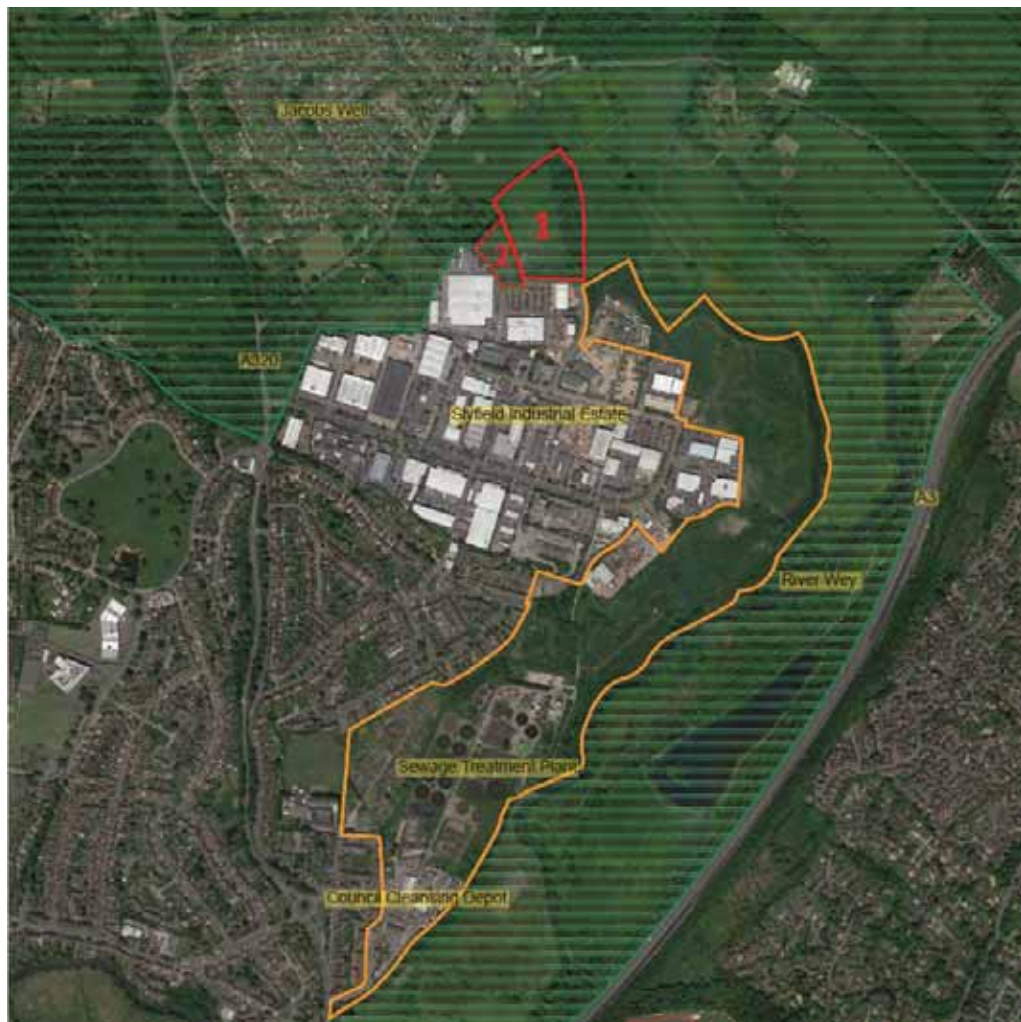 Jacobs Well
1
2
A320
Slyfield Industrial Estate
A3
River Wey
Sewage Treatment Plant
Council Cleansing Depot